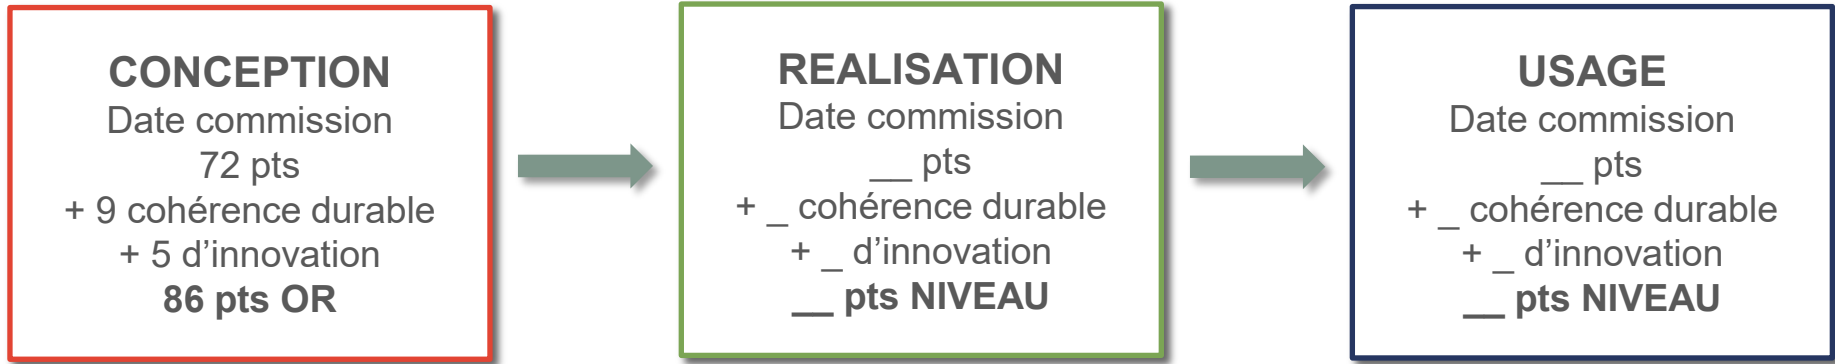 CONCEPTION
Date commission
72 pts
+ 9 cohérence durable
+ 5 d’innovation
86 pts OR
REALISATION
Date commission
__ pts
+ _ cohérence durable
+ _ d’innovation
__ pts NIVEAU
USAGE
Date commission
__ pts
+ _ cohérence durable
+ _ d’innovation
__ pts NIVEAU